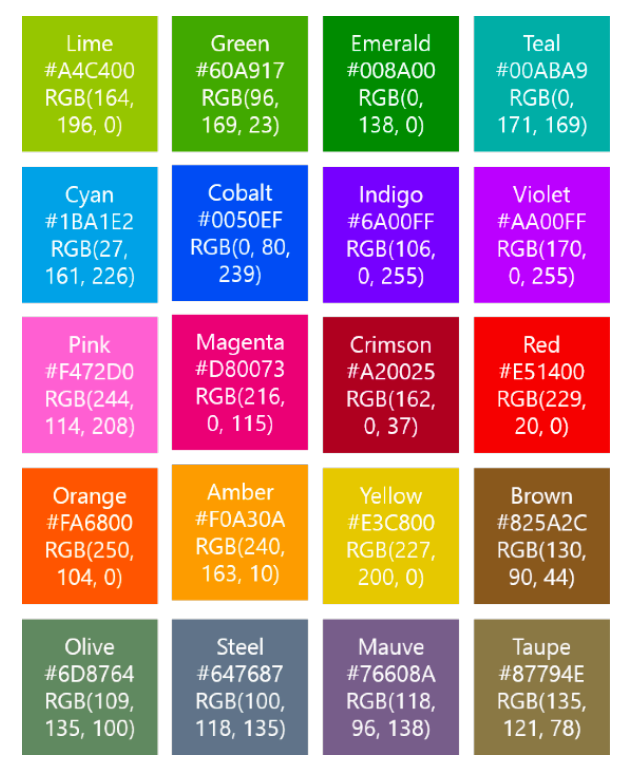 Lime
#A4C400
RGB(164,
196, 0)
Green
#60A917
RGB(96,
169, 23)
Emerald
#008A00
RGB(0,
138, 0)
Teal
#00ABA9
RGB(0,
171, 169)
Cyan
#1BA1E2
RGB(27,
161, 226)
Cobalt
#0050EF
RGB(0, 80,
239)
Indigo
#6A00FF
RGB(106,
0, 255)
Violet
#AA00FF
RGB(170,
0, 255)
Pink
#F472D0
RGB(244,
114, 208)
Magenta
#D80073
RGB(216,
0, 115)
Crimson
#A20025
RGB(162,
0, 37)
Red
#E51400
RGB(229,
20, 0)
Orange
#FA6800
RGB(250,
104, 0)
Amber
#F0A30A
RGB(240,
163, 10)
Yellow
#E3C800
RGB(227,
200, 0)
Brown
#825A2C
RGB(130,
90, 44)
Olive
#6D8764
RGB(109,
135, 100)
Steel
#647687
RGB(100,
118, 135)
Mauve
#76608A
RGB(118,
96, 138)
Taupe
#87794E
RGB(135,
121, 78)